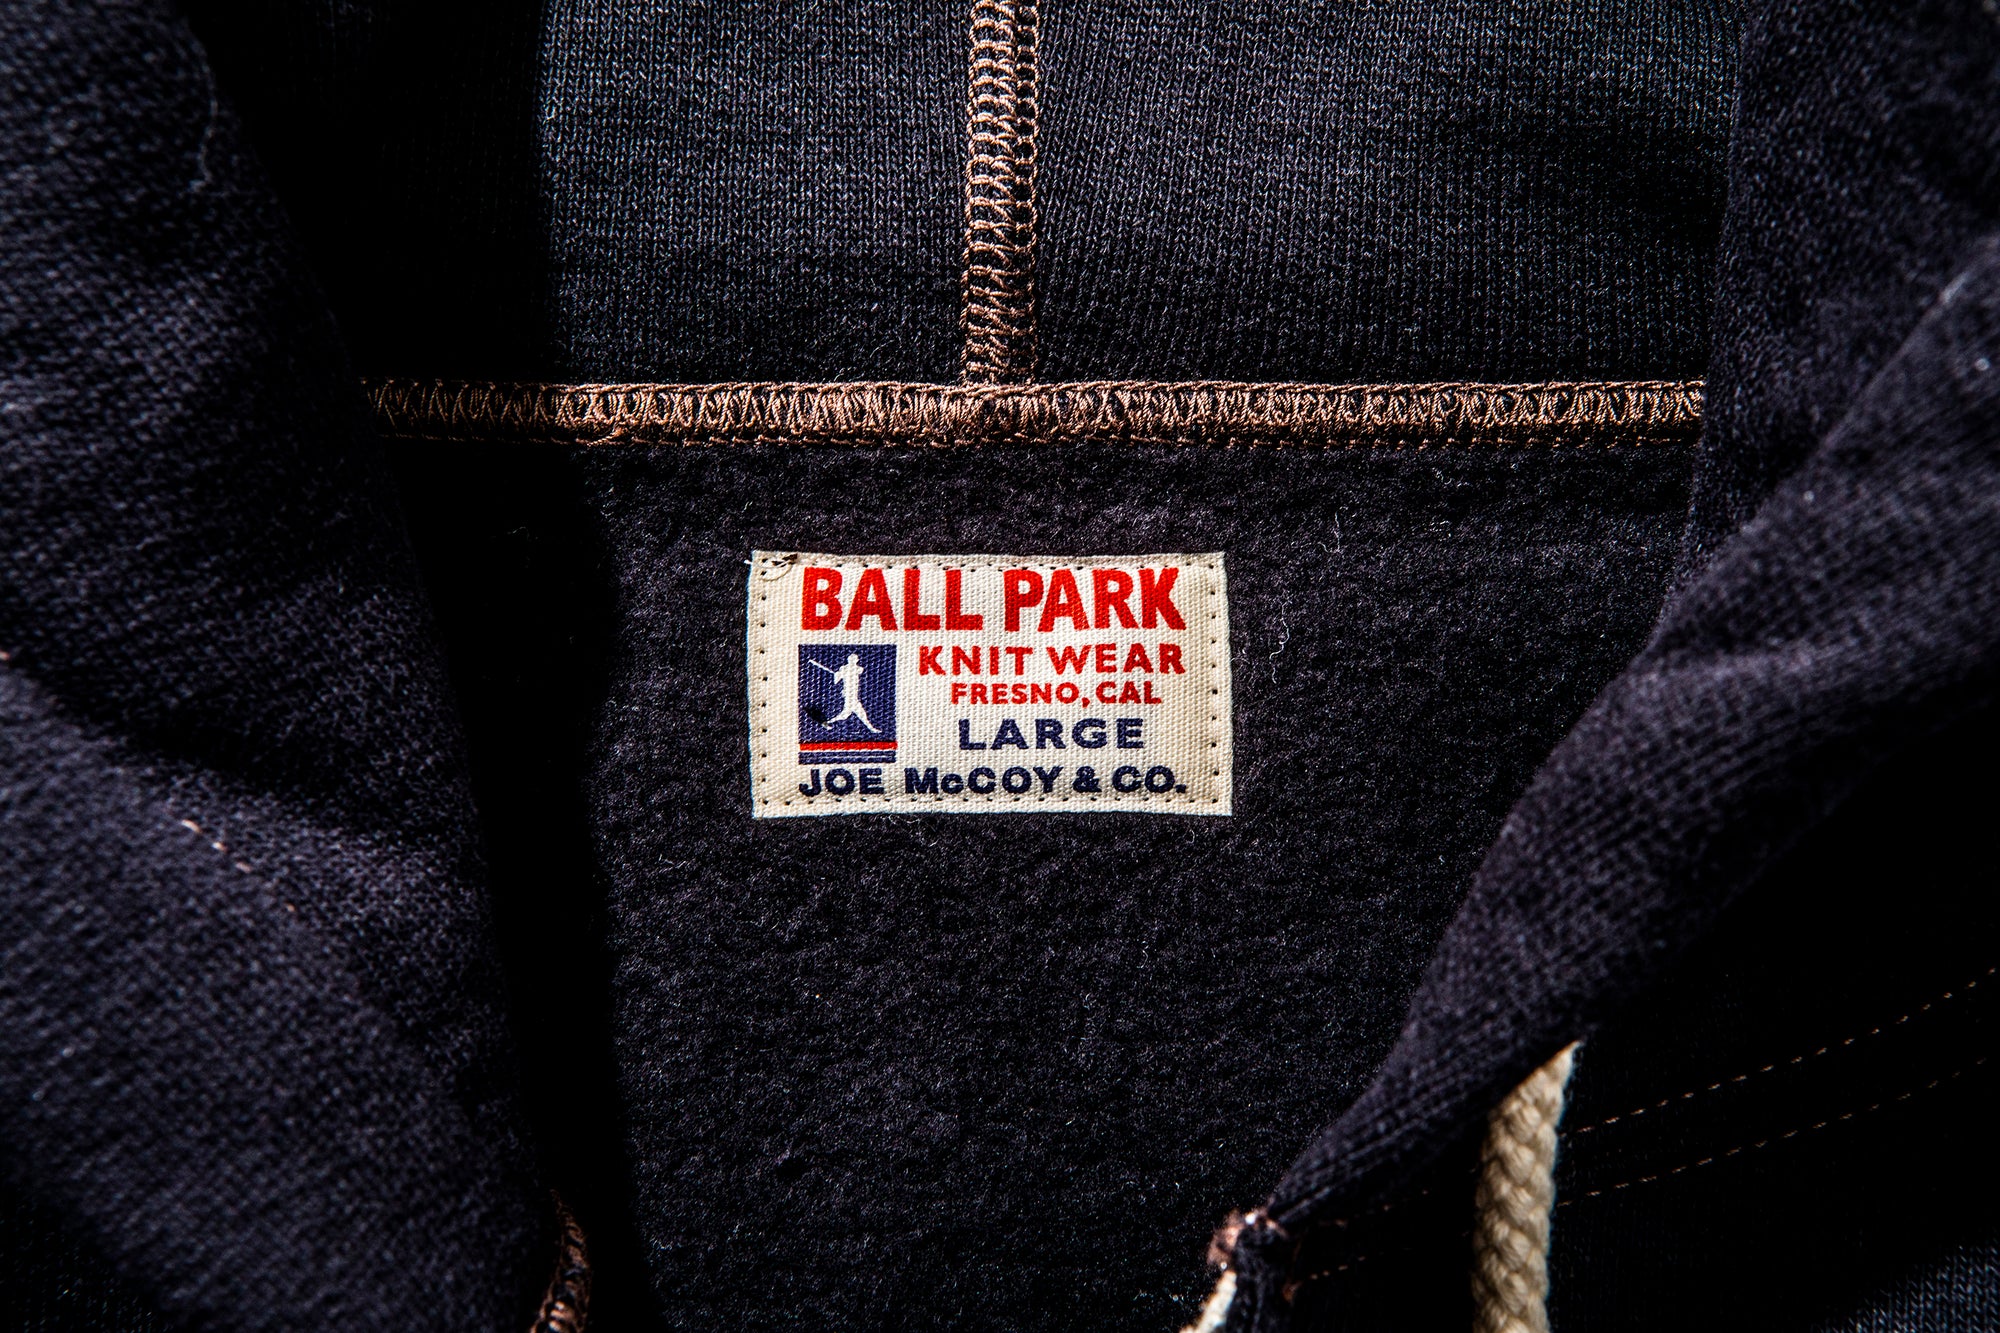 BALL PARK
KNIT WEAR
FRESNO, CAL
LARGE
JOE McCOY & CO.